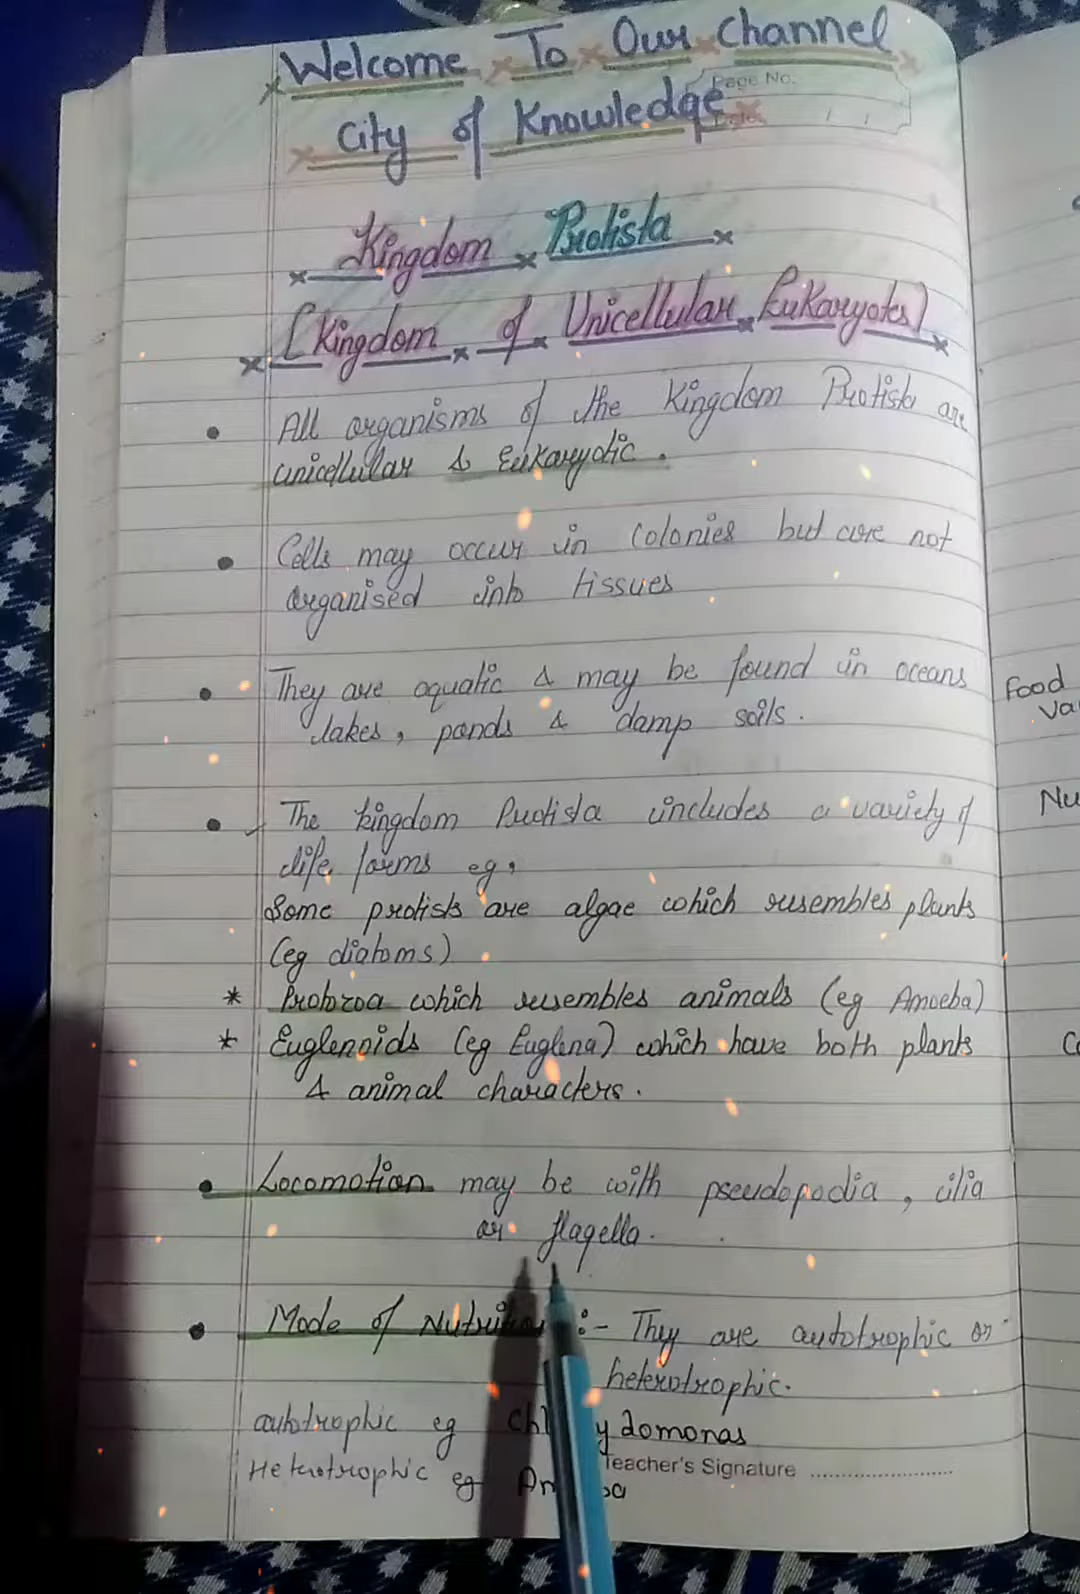 Welcome To Our Channel
Page No.
City of Knowledge
Kingdom Protista
[Kingdom of Unicellular Eukaryotes)
All organisms of the Kingdom Protista are
unicellular & Eukaryotic.
Cells may occur in colonies but are not
organised into tissues
They are aquatic & may be found in oceans
lakes, ponds & damp soils.
The kingdom Protista includes a variety of
life forms eg,
Some protists are algae which resembles plants
(eg diatoms)
* Protozoa which resembles animals (eg Amoeba)
* Euglenoids (eg Euglena) which have both plants
& animal characters.
Locomotion may be with pseudopodia, cilia
or flagella.
Mode of Nutrition :- They are autotrophic or
heterotrophic.
autotrophic eg Ch ydomonas
Heterotrophic eg
Teacher's Signature
Food
Va
Nu